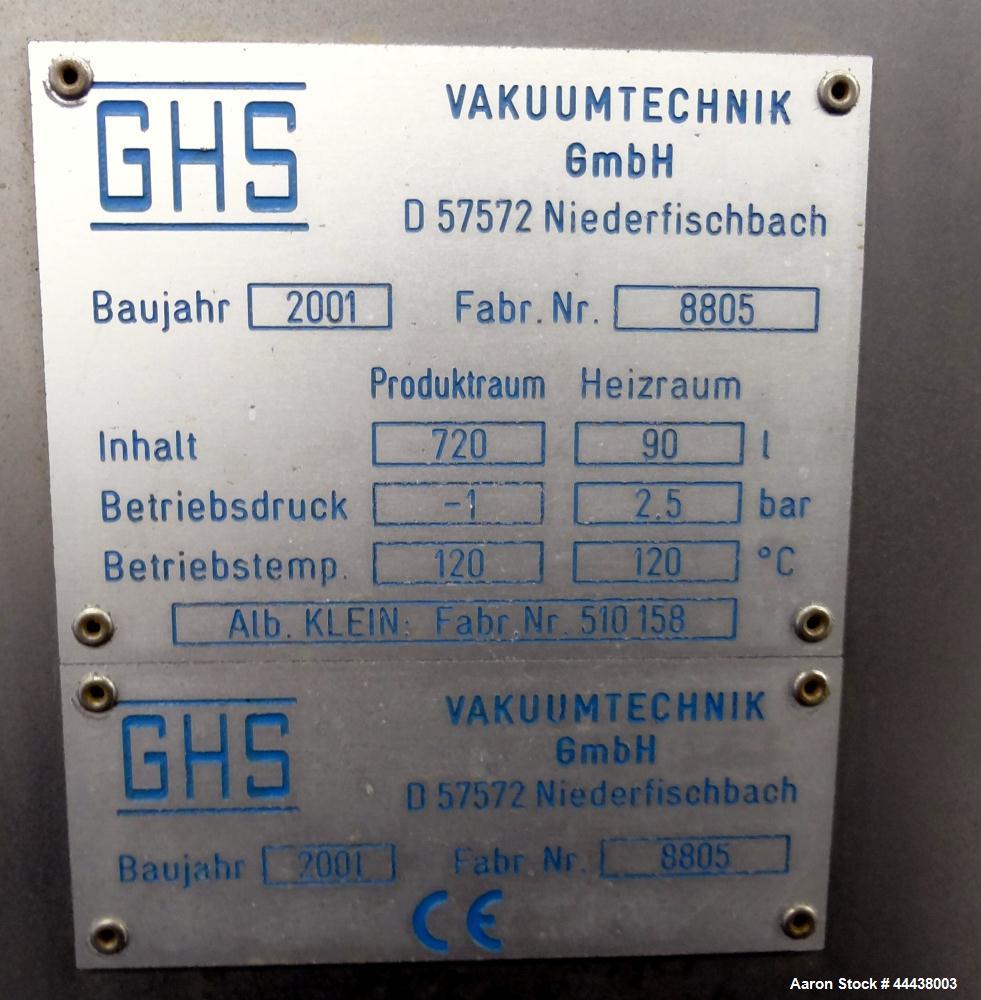 GHS
VAKUUMTECHNIK
GmbH
D 57572 Niederfischbach
Baujahr 2001 Fabr. Nr. 8805
Produktraum Heizraum
Inhalt 720 90 l
Betriebsdruck -1 2.5 bar
Betriebstemp. 120 120 °C
Alb. KLEIN: Fabr. Nr. 510 158
GHS
VAKUUMTECHNIK
GmbH
D 57572 Niederfischbach
Baujahr 2001 Fabr. Nr. 8805
CE
Aaron Stock # 44438003